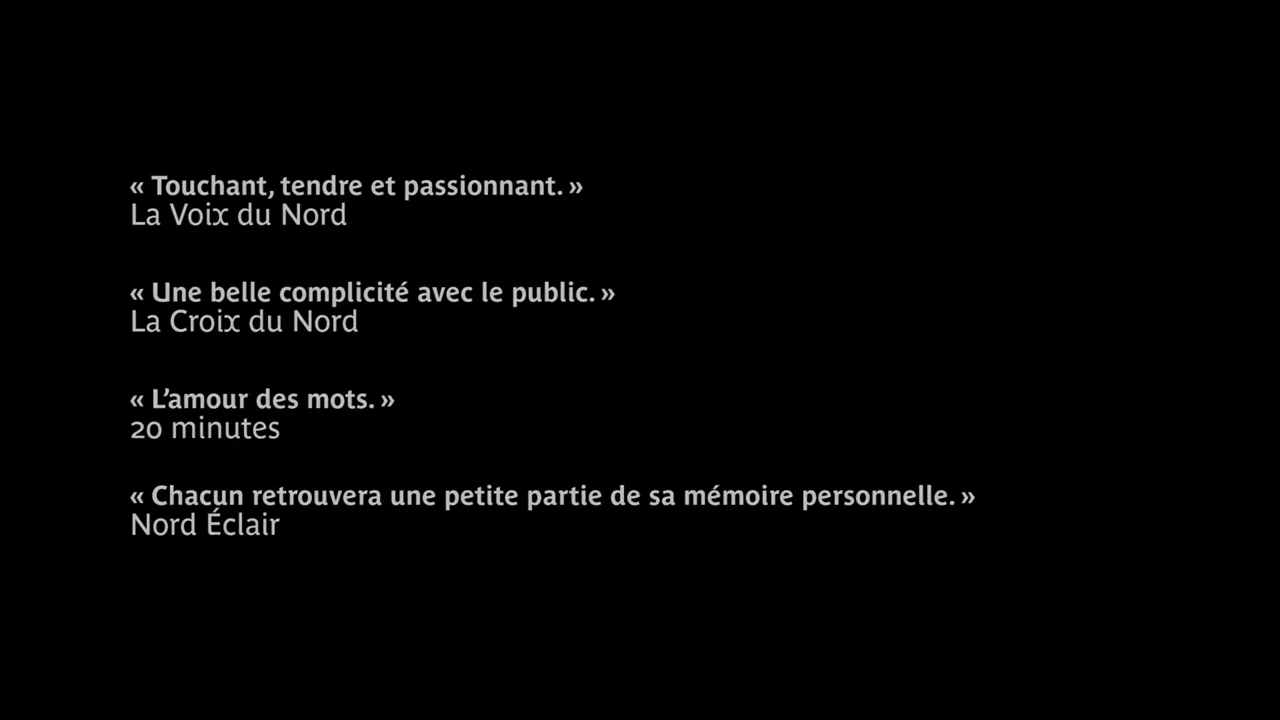 « Touchant, tendre et passionnant. »
La Voix du Nord
« Une belle complicité avec le public. »
La Croix du Nord
« L’amour des mots. »
20 minutes
« Chacun retrouvera une petite partie de sa mémoire personnelle. »
Nord Éclair